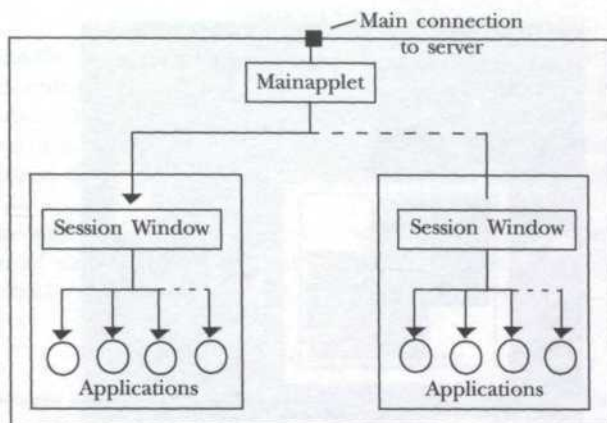 Main connection
to server
Mainapplet
Session Window
Session Window
Applications
Applications